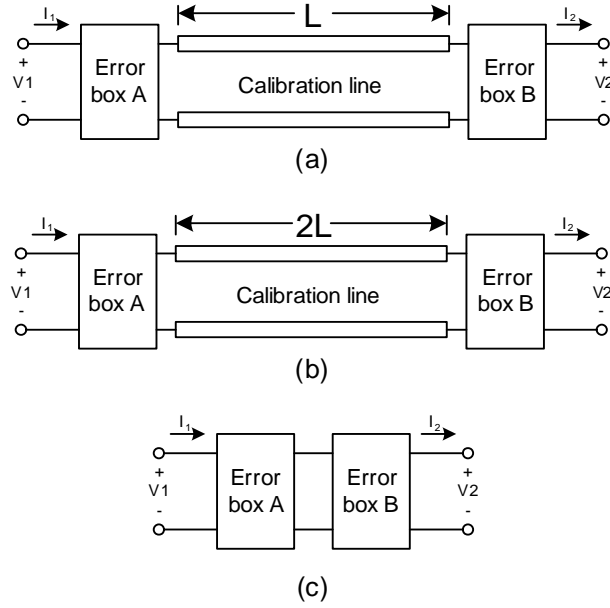 I1 L I2
+ Error box A + 
V1 Calibration line Error box B V2
- -
(a)
I1 2L I2
+ Error box A +
V1 Calibration line Error box B V2
- -
(b)
I1 I2
+ Error box A Error box B +
V1 V2
- -
(c)